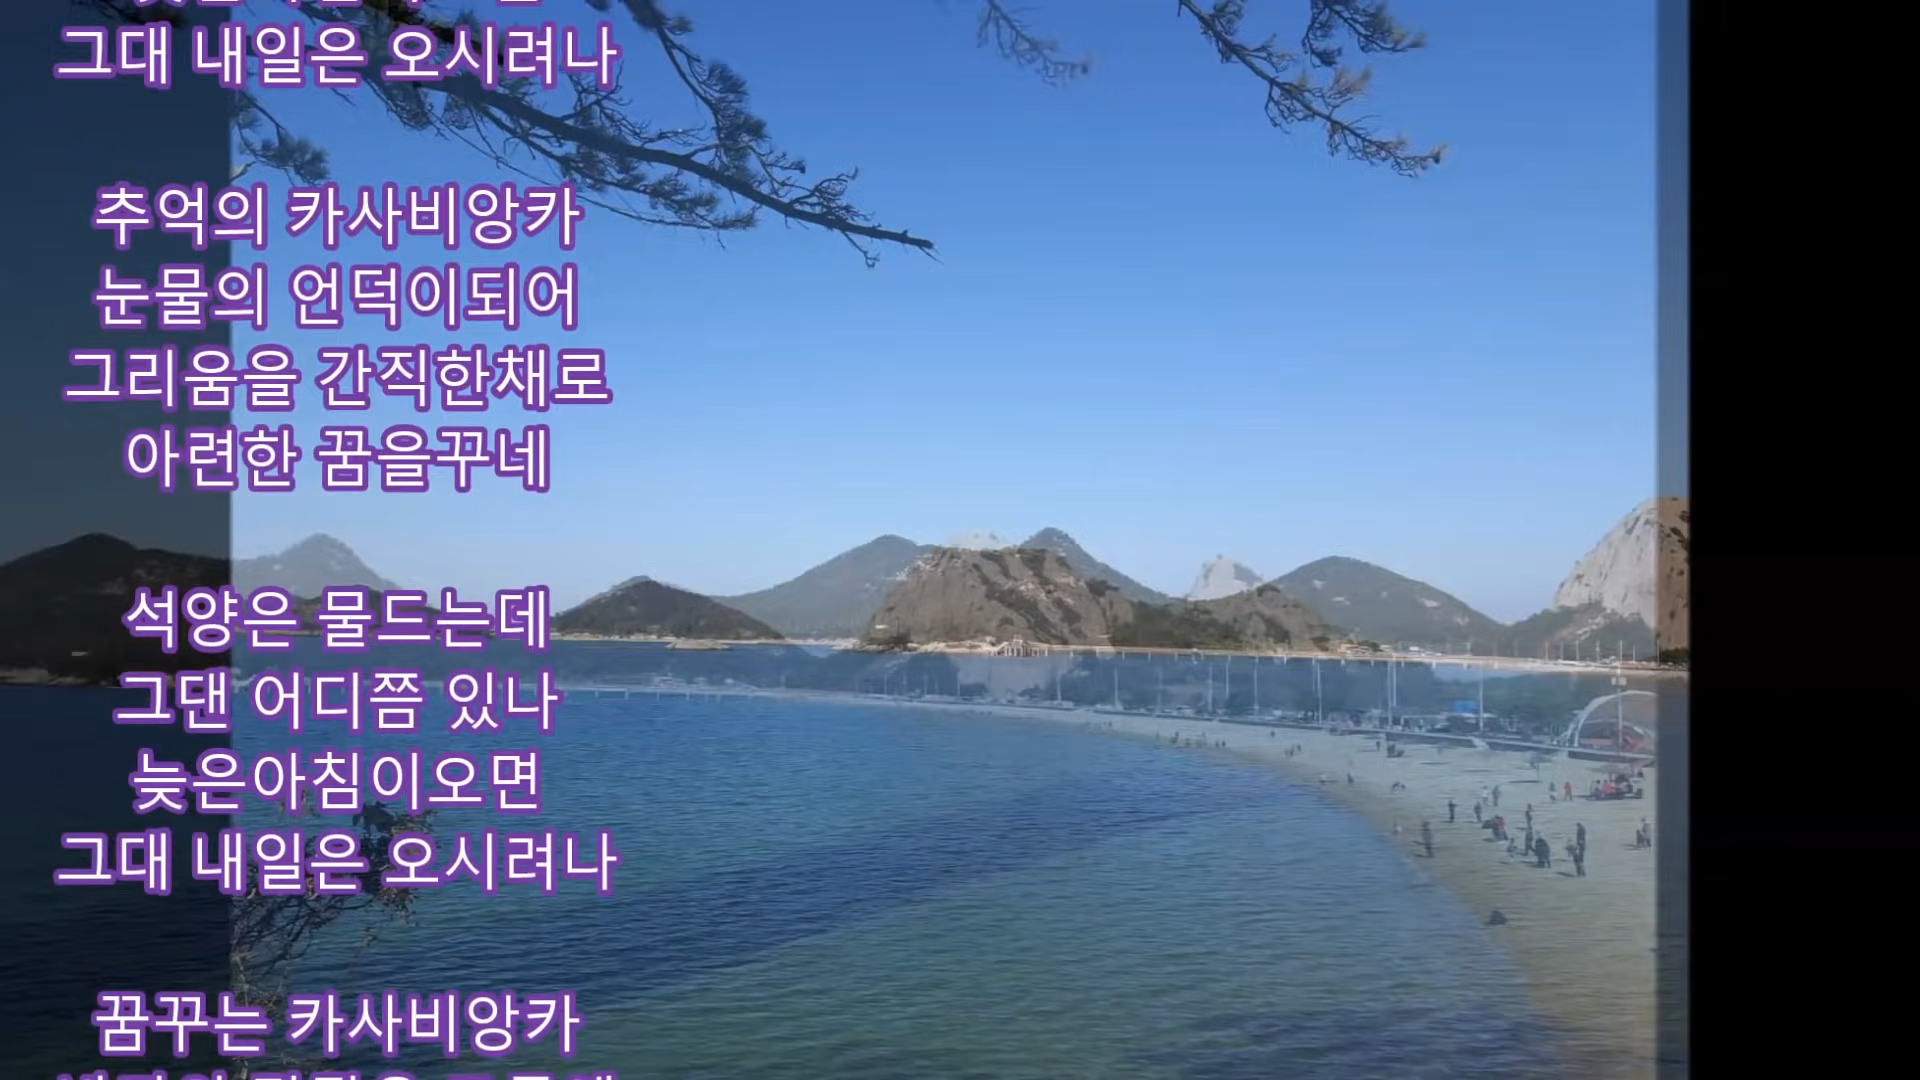 그대 내일은 오시려나
추억의 카사비앙카
눈물의 언덕이되어
그리움을 간직한채로
아련한 꿈을꾸네
석양은 물드는데
그댄 어디쯤 있나
늦은아침이오면
그대 내일은 오시려나
꿈꾸는 카사비앙카